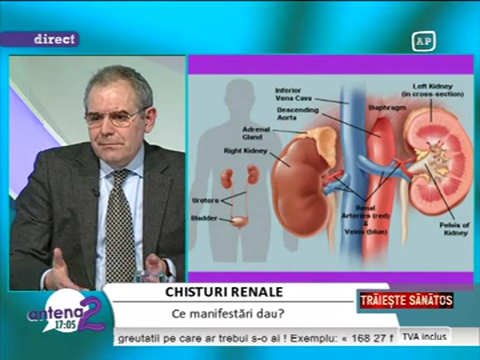 direct
AP
Inferior
Vena Cava
Descending
Aorta
Adrenal
Gland
Right Kidney
Diaphragm
Left Kidney
(in cross-section)
Ureters
Bladder
Renal
Arteries (red)
&
Veins (blue)
Pelvis of
Kidney
CHISTURI RENALE
Ce manifestări dau?
TRĂIEȘTE SĂNĂTOS
antena 2
17:05
greutatii pe care ar trebui s-o ai ! Exemplu: « 168 27 f
TVA inclus